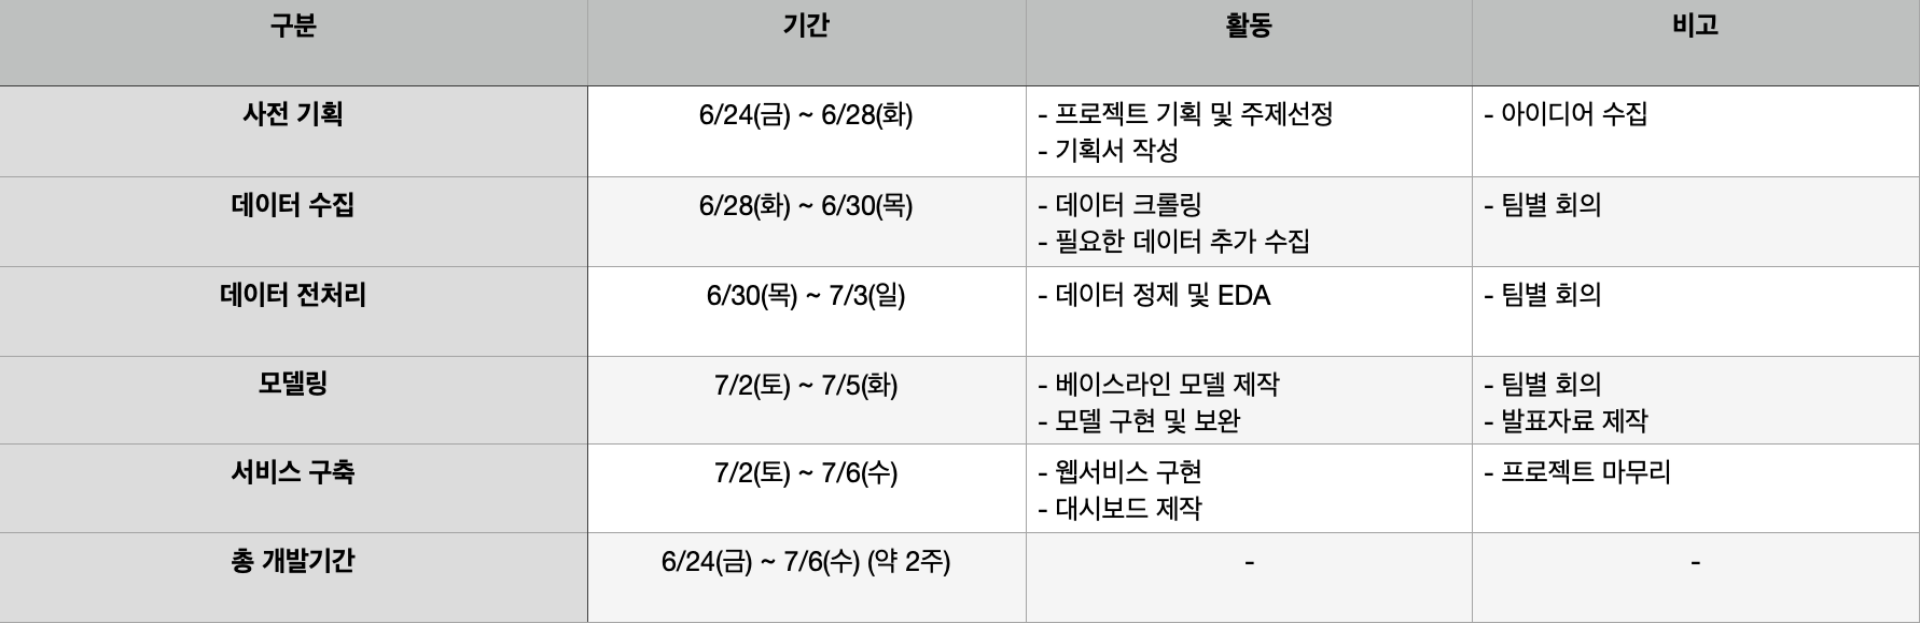 구분 기간 활동 비고
사전 기획 6/24(금) ~ 6/28(화) - 프로젝트 기획 및 주제선정 - 아이디어 수집
- 기획서 작성
데이터 수집 6/28(화) ~ 6/30(목) - 데이터 크롤링 - 팀별 회의
- 필요한 데이터 추가 수집
데이터 전처리 6/30(목) ~ 7/3(일) - 데이터 정제 및 EDA - 팀별 회의
모델링 7/2(토) ~ 7/5(화) - 베이스라인 모델 제작 - 팀별 회의
- 모델 구현 및 보완 - 발표자료 제작
서비스 구축 7/2(토) ~ 7/6(수) - 웹서비스 구현 - 프로젝트 마무리
- 대시보드 제작
총 개발기간 6/24(금) ~ 7/6(수) (약 2주) - -